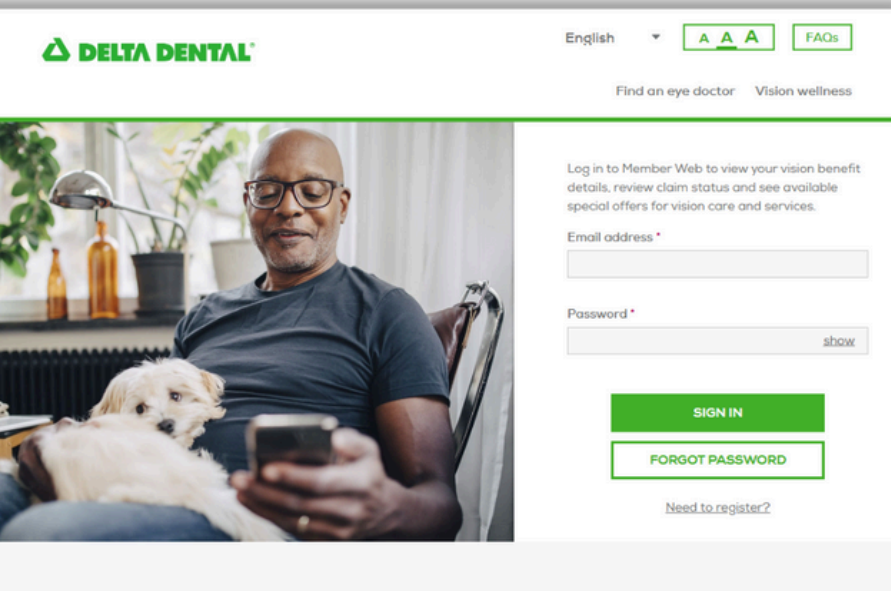 DELTA DENTAL®
English
A A A
FAQs
Find an eye doctor Vision wellness
Log in to Member Web to view your vision benefit
details, review claim status and see available
special offers for vision care and services.
Email address *
Password *
show
SIGN IN
FORGOT PASSWORD
Need to register?